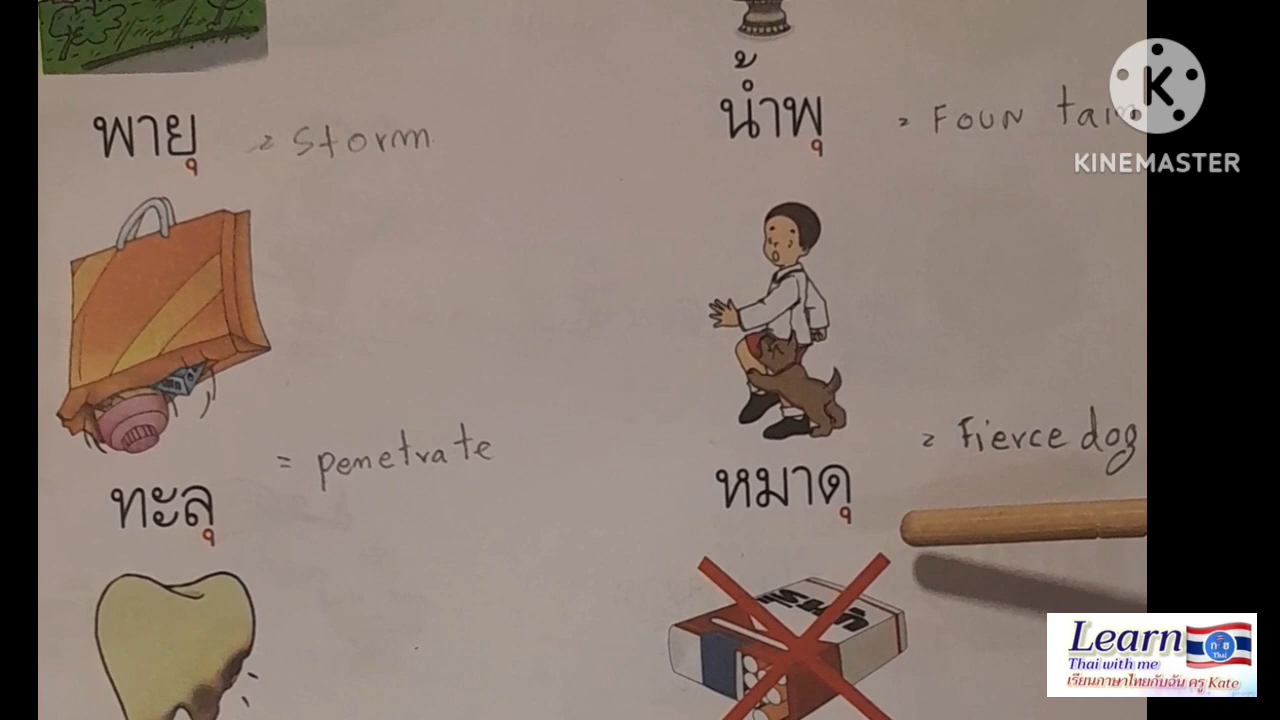 พายุ = storm
น้ำพุ = Fountain
KINEMASTER
ทะลุ = penetrate
หมาดุ = Fierce dog
Learn
Thai with me
เรียนภาษาไทยกับฉัน ครู Kate